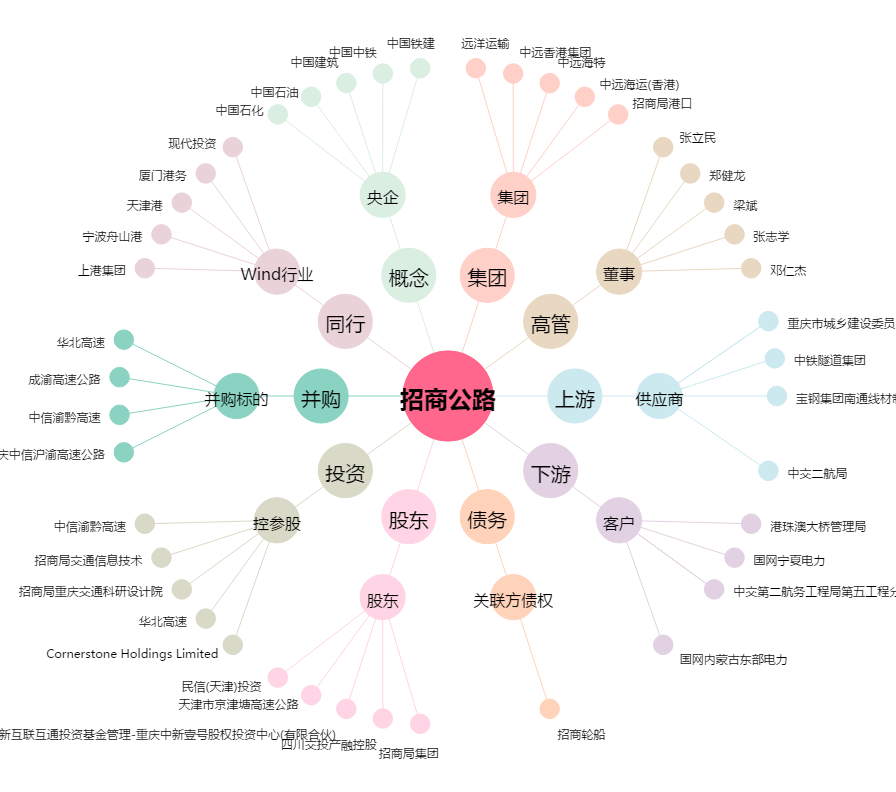 中国铁建
远洋运输
中国中铁
中远香港集团
中国建筑
中远海特
中国石油
中远海运(香港)
中国石化
招商局港口
现代投资
张立民
厦门港务
郑健龙
央企
集团
天津港
梁斌
宁波舟山港
张志学
上港集团
Wind行业
概念
集团
董事
邓仁杰
同行
高管
重庆市城乡建设委员
华北高速
中铁隧道集团
成渝高速公路
并购标的
并购
招商公路
上游
供应商
宝钢集团南通线材制
中信渝黔高速
庆中信沪渝高速公路
投资
下游
中交二航局
中信渝黔高速
控参股
股东
债务
客户
港珠澳大桥管理局
招商局交通信息技术
国网宁夏电力
招商局重庆交通科研设计院
股东
关联方债权
中交第二航务工程局第五工程分
华北高速
Cornerstone Holdings Limited
国网内蒙古东部电力
民信(天津)投资
天津市京津塘高速公路
新互联互通投资基金管理-重庆中新壹号股权投资中心(有限合伙)
四川交投产融控股
招商局集团
招商轮船